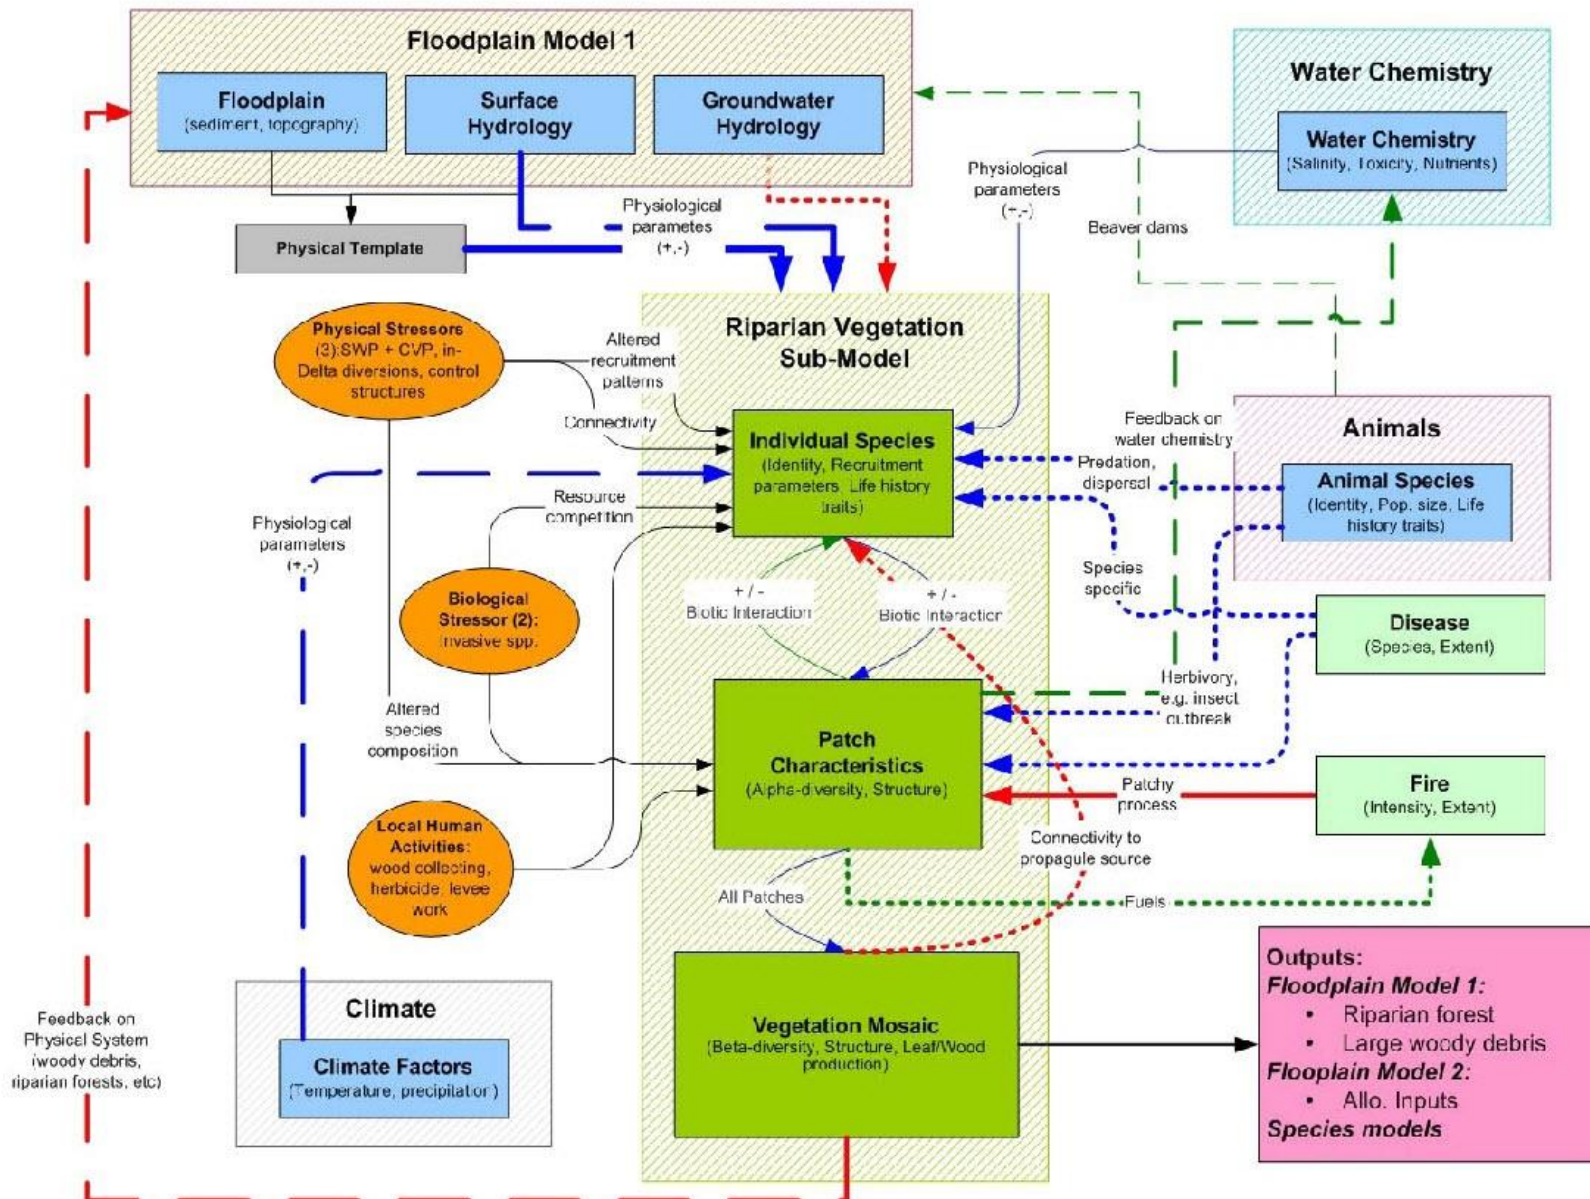 Floodplain Model 1
Floodplain
(sediment, topography)
Surface
Hydrology
Groundwater
Hydrology
Water Chemistry
Water Chemistry
(Salinity, Toxicity, Nutrients)
Physiological
parameters
(+,-)
Beaver dams
Physiological
parametes
(+,-)
Physical Template
Physical Stressors
(3):SWP + CVP, in-
Delta diversions, control
structures
Altered
recruitment
patterns
Connectivity
Riparian Vegetation
Sub-Model
Individual Species
(Identity, Recruitment
parameters, Life history
traits)
Feedback on
water chemistry
Predation,
dispersal
Animals
Animal Species
(Identity, Pop. size, Life
history traits)
Physiological
parameters
(+,-)
Resource
competition
Biological
Stressor (2):
Invasive spp.
+ / -
Biotic Interaction
+ / -
Biotic Interaction
Species
specific
Disease
(Species, Extent)
Herbivory,
e.g. insect
outbreak
Altered
species
composition
Patch
Characteristics
(Alpha-diversity, Structure)
Patchy
process
Fire
(Intensity, Extent)
Local Human
Activities:
wood collecting,
herbicide, levee
work
Connectivity to
propagule source
All Patches
Fuels
Climate
Climate Factors
(Temperature, precipitation)
Feedback on
Physical System
(woody debris,
riparian forests, etc)
Vegetation Mosaic
(Beta-diversity, Structure, Leaf/Wood
production)
Outputs:
Floodplain Model 1:
• Riparian forest
• Large woody debris
Flooplain Model 2:
• Allo. Inputs
Species models